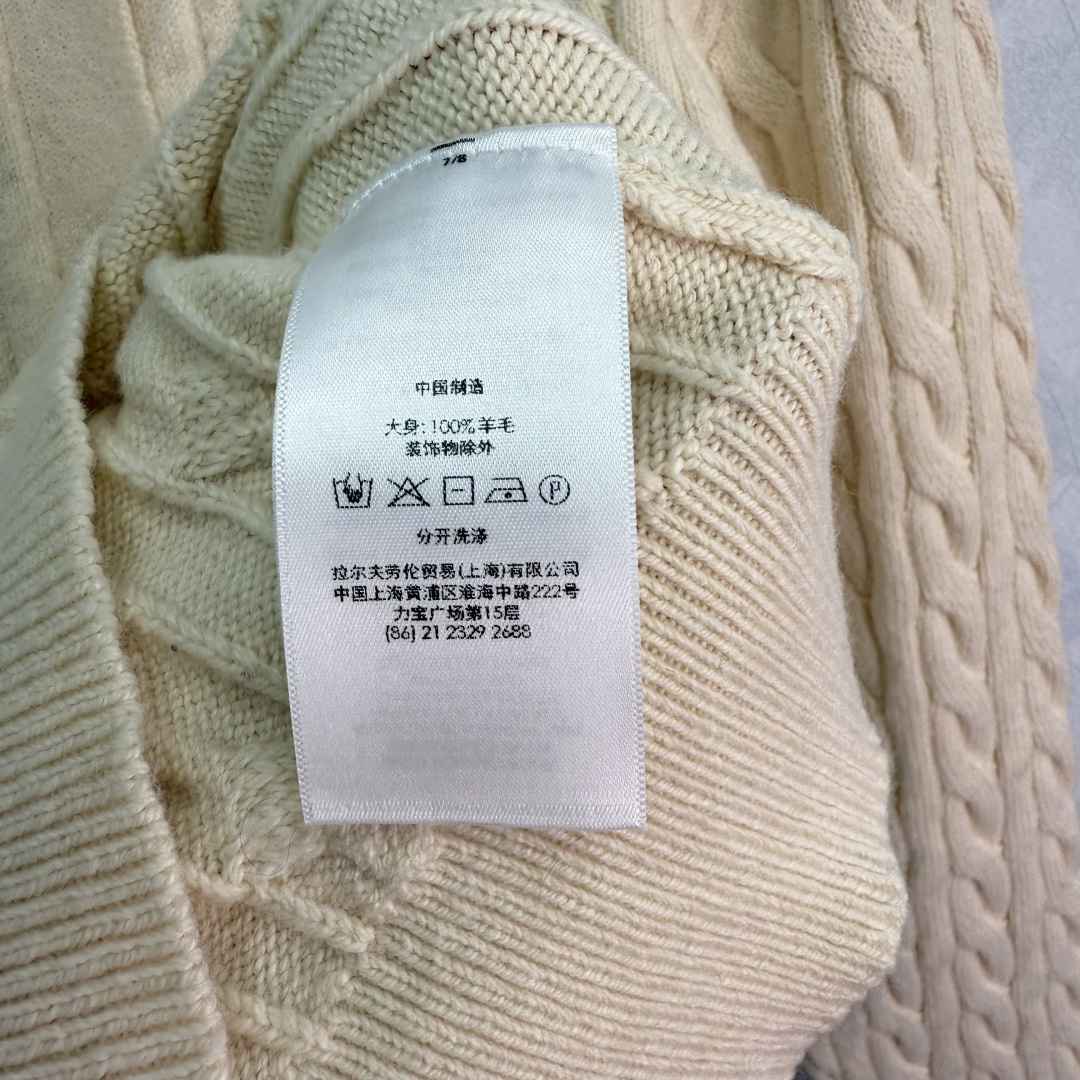 7/8
中国制造
大身: 100%羊毛
装饰物除外
P
分开洗涤
拉尔夫劳伦贸易(上海)有限公司
中国上海黄浦区淮海中路222号
力宝广场第15层
(86) 21 2329 2688